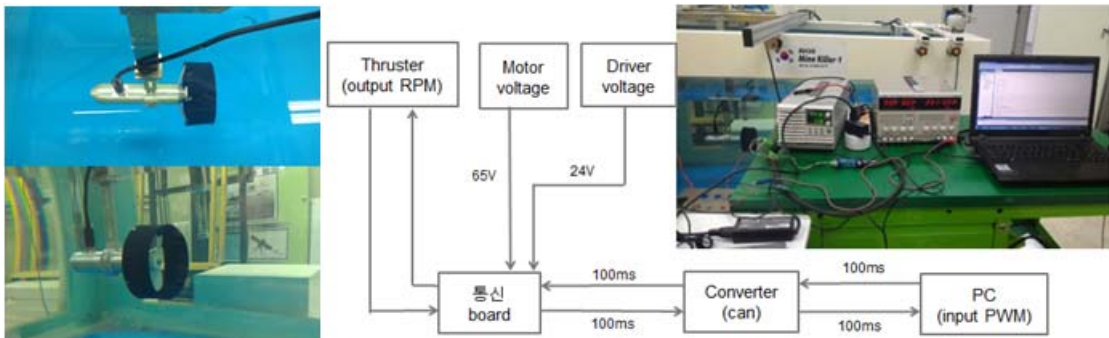 Thruster
(output RPM)
Motor
voltage
Driver
voltage
Mine Killer-1
65V
24V
100ms
100ms
통신
board
100ms
Converter
(can)
100ms
PC
(input PWM)